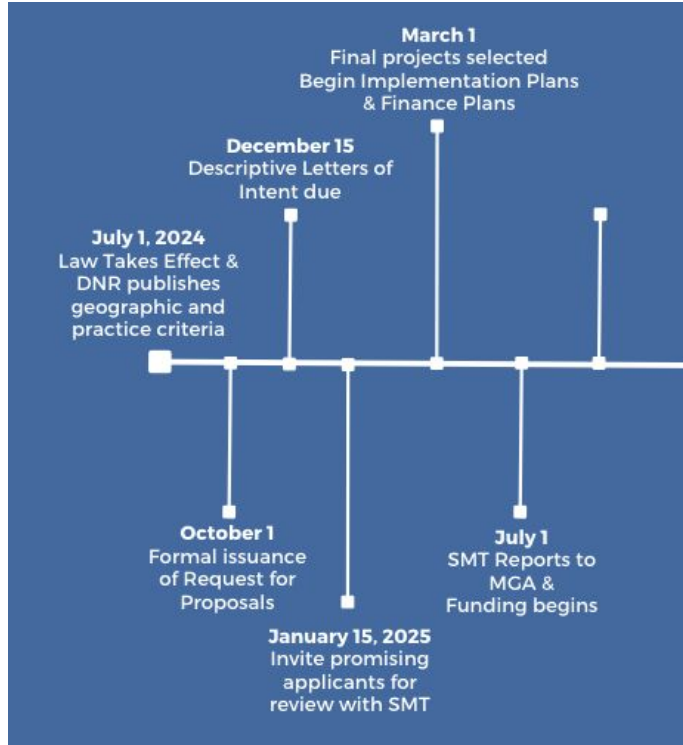 March 1
Final projects selected
Begin Implementation Plans
& Finance Plans
December 15
Descriptive Letters of
Intent due
July 1, 2024
Law Takes Effect &
DNR publishes
geographic and
practice criteria
October 1
Formal issuance
of Request for
Proposals
July 1
SMT Reports to
MGA &
Funding begins
January 15, 2025
Invite promising
applicants for
review with SMT